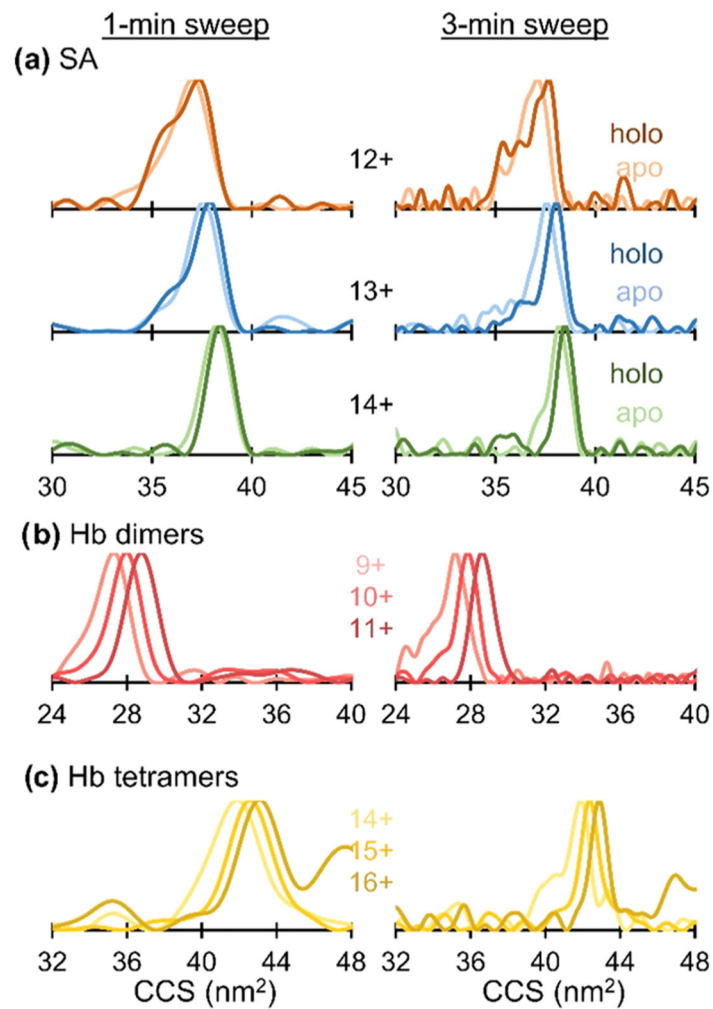 1-min sweep 3-min sweep
(a) SA
12+ holo
apo
13+ holo
apo
14+ holo
apo
30 35 40 45 30 35 40 45
(b) Hb dimers
9+
10+
11+
24 28 32 36 40 24 28 32 36 40
(c) Hb tetramers
14+
15+
16+
32 36 40 44 48 32 36 40 44 48
CCS (nm²) CCS (nm²)